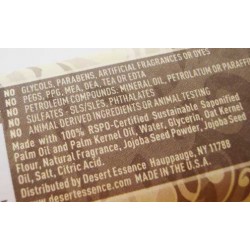 NO GLYCOLS, PARABENS, ARTIFICIAL FRAGRANCES OR DYES
NO PEGS, PPG, MEA, DEA, TEA OR EDTA
NO PETROLEUM COMPOUNDS: MINERAL OIL, PETROLATUM OR PARAFFIN
NO SULFATES - SLS/SLES, PHTHALATES
NO ANIMAL DERIVED INGREDIENTS OR ANIMAL TESTING
Made with 100% RSPO-Certified Sustainable Saponified
Palm Oil and Palm Kernel Oil, Water, Glycerin, Oat Kernel
Flour, Natural Fragrance, Jojoba Seed Powder, Jojoba Seed
Oil, Salt, Citric Acid.
Distributed by Desert Essence Hauppauge, NY 11788
www.desertessence.com MADE IN THE U.S.A.